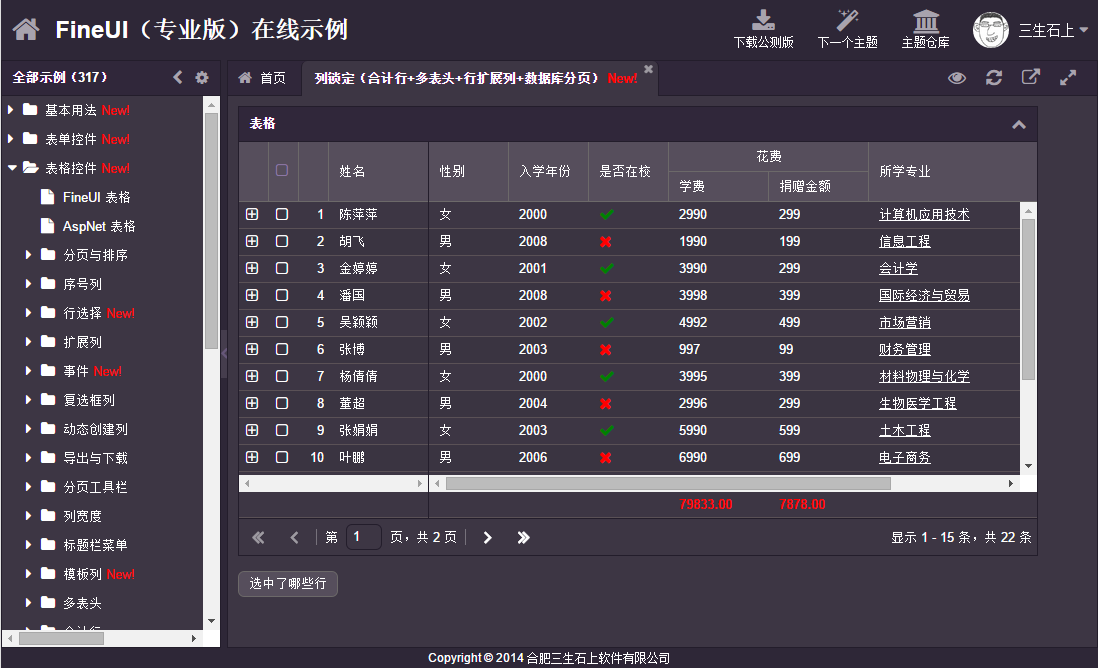 FineUI（专业版）在线示例
下载公测版 下一个主题 主题仓库 三生石上
全部示例（317）
首页 列锁定（合计行+多表头+行扩展列+数据库分页） New!
基本用法 New!
表单控件 New!
表格控件 New!
FineUI 表格
AspNet 表格
分页与排序
序号列
行选择 New!
扩展列
事件 New!
复选框列
动态创建列
导出与下载
分页工具栏
列宽度
标题栏菜单
模板列 New!
多表头
表格
姓名 性别 入学年份 是否在校 花费 所学专业
学费 捐赠金额
1 陈萍萍 女 2000 2990 299 计算机应用技术
2 胡飞 男 2008 1990 199 信息工程
3 金婷婷 女 2001 3990 299 会计学
4 潘国 男 2008 3998 399 国际经济与贸易
5 吴颖颖 女 2002 4992 499 市场营销
6 张博 男 2003 997 99 财务管理
7 杨倩倩 女 2000 3995 399 材料物理与化学
8 董超 男 2004 2996 299 生物医学工程
9 张娟娟 女 2003 5990 599 土木工程
10 叶鹏 男 2006 6990 699 电子商务
79833.00 7878.00
第 1 页，共 2 页 显示 1 - 15 条，共 22 条
选中了哪些行
Copyright © 2014 合肥三生石上软件有限公司